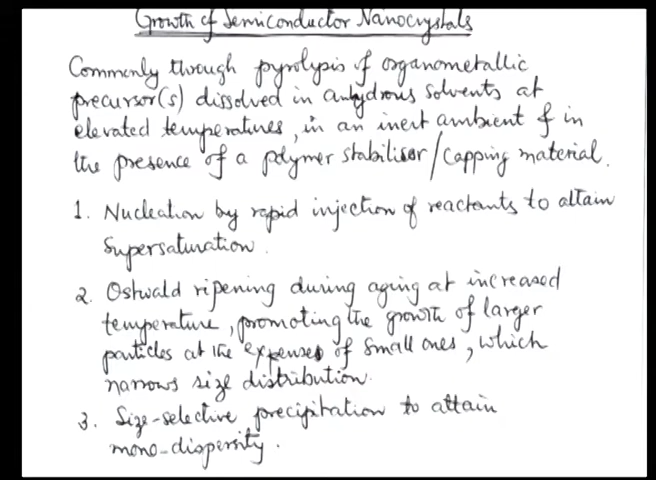 Growth of Semiconductor Nanocrystals
Commonly through pyrolysis of organometallic
precursor(s) dissolved in anhydrous solvents at
elevated temperatures, in an inert ambient & in
the presence of a polymer stabiliser/capping material.
1. Nucleation by rapid injection of reactants to attain
supersaturation.
2. Ostwald ripening during aging at increased
temperature, promoting the growth of larger
particles at the expense of small ones, which
narrows size distribution.
3. Size-selective precipitation to attain
mono-dispersity.